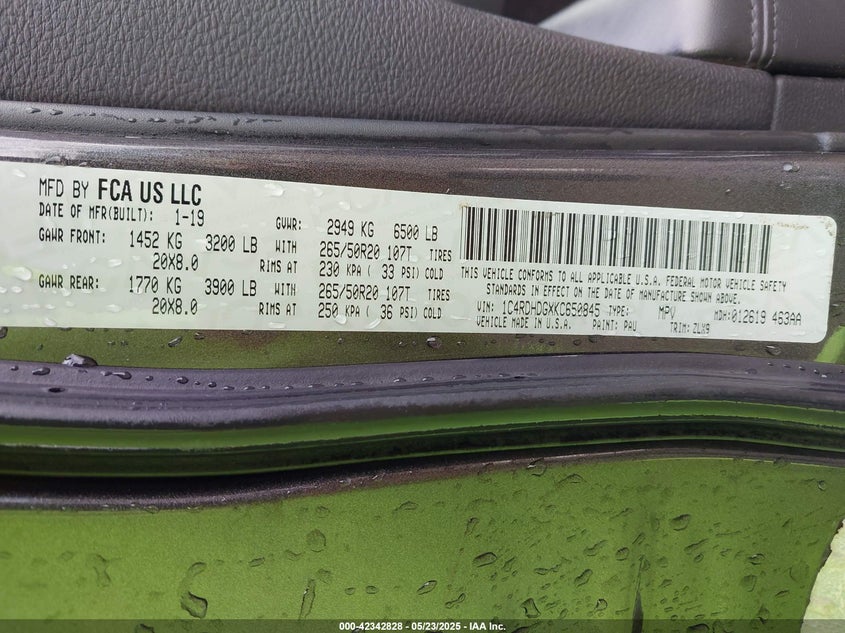 MFD BY FCA US LLC
DATE OF MFR(BUILT): 1-19 GVWR: 2949 KG 6500 LB
GAWR FRONT: 1452 KG 3200 LB WITH 265/50R20 107T TIRES
20X8.0 RIMS AT 230 KPA ( 33 PSI) COLD
GAWR REAR: 1770 KG 3900 LB WITH 265/50R20 107T TIRES
20X8.0 RIMS AT 250 KPA ( 36 PSI) COLD
THIS VEHICLE CONFORMS TO ALL APPLICABLE U.S.A. FEDERAL MOTOR VEHICLE SAFETY
STANDARDS IN EFFECT ON THE DATE OF MANUFACTURE SHOWN ABOVE.
VIN: 1C4RDHDGXKC650845 TYPE: MPV MDH: 012619 463AA
VEHICLE MADE IN U.S.A. PAINT: PAU TRIM: ZLX9
000-42342828 - 05/23/2025 - IAA Inc.